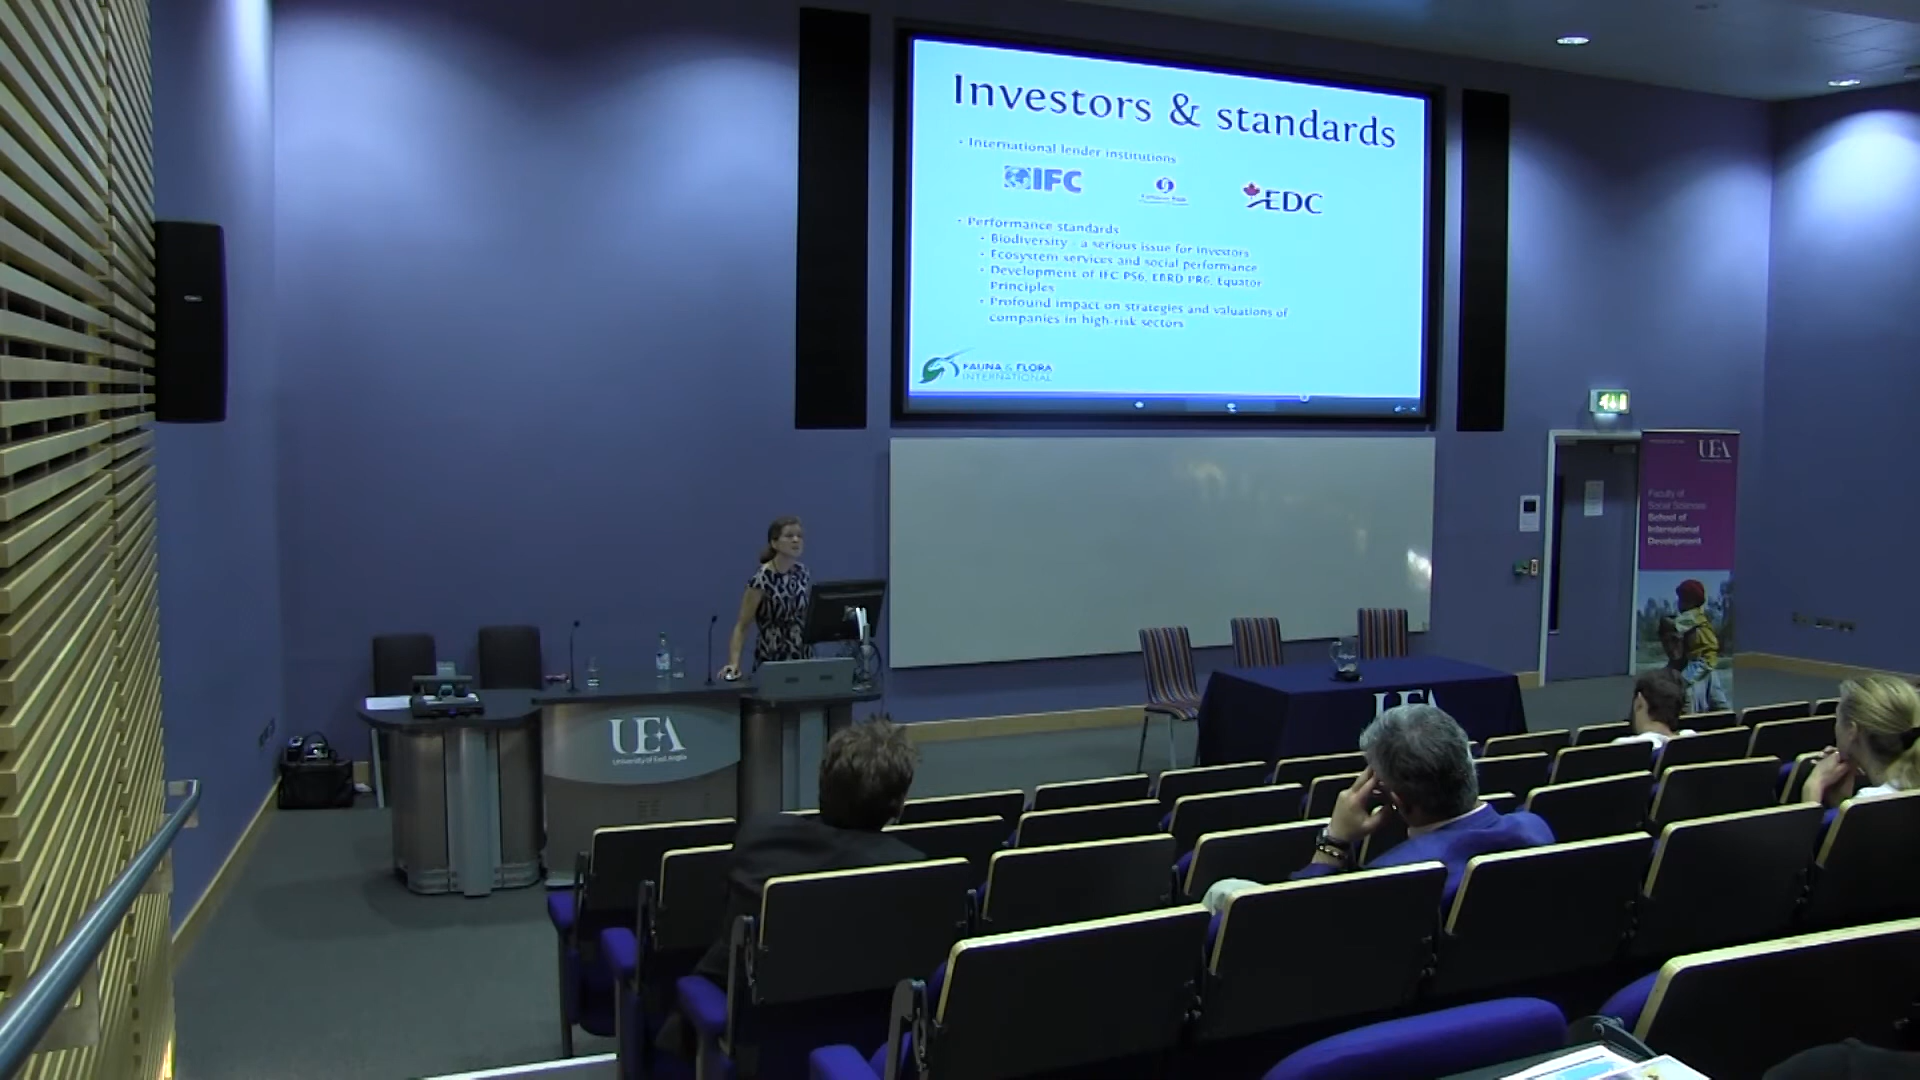 Investors & standards
• International lender institutions
IFC
EDC
• Performance standards
• Biodiversity - a serious issue for investors
• Ecosystem services and social performance
• Development of IFC PS6, EBRD PR6, Equator
Principles
• Profound impact on strategies and valuations of
companies in high-risk sectors
FAUNA & FLORA
INTERNATIONAL
UEA
Faculty of
Social Sciences
School of
International
Development
UEA
University of East Anglia
UEA